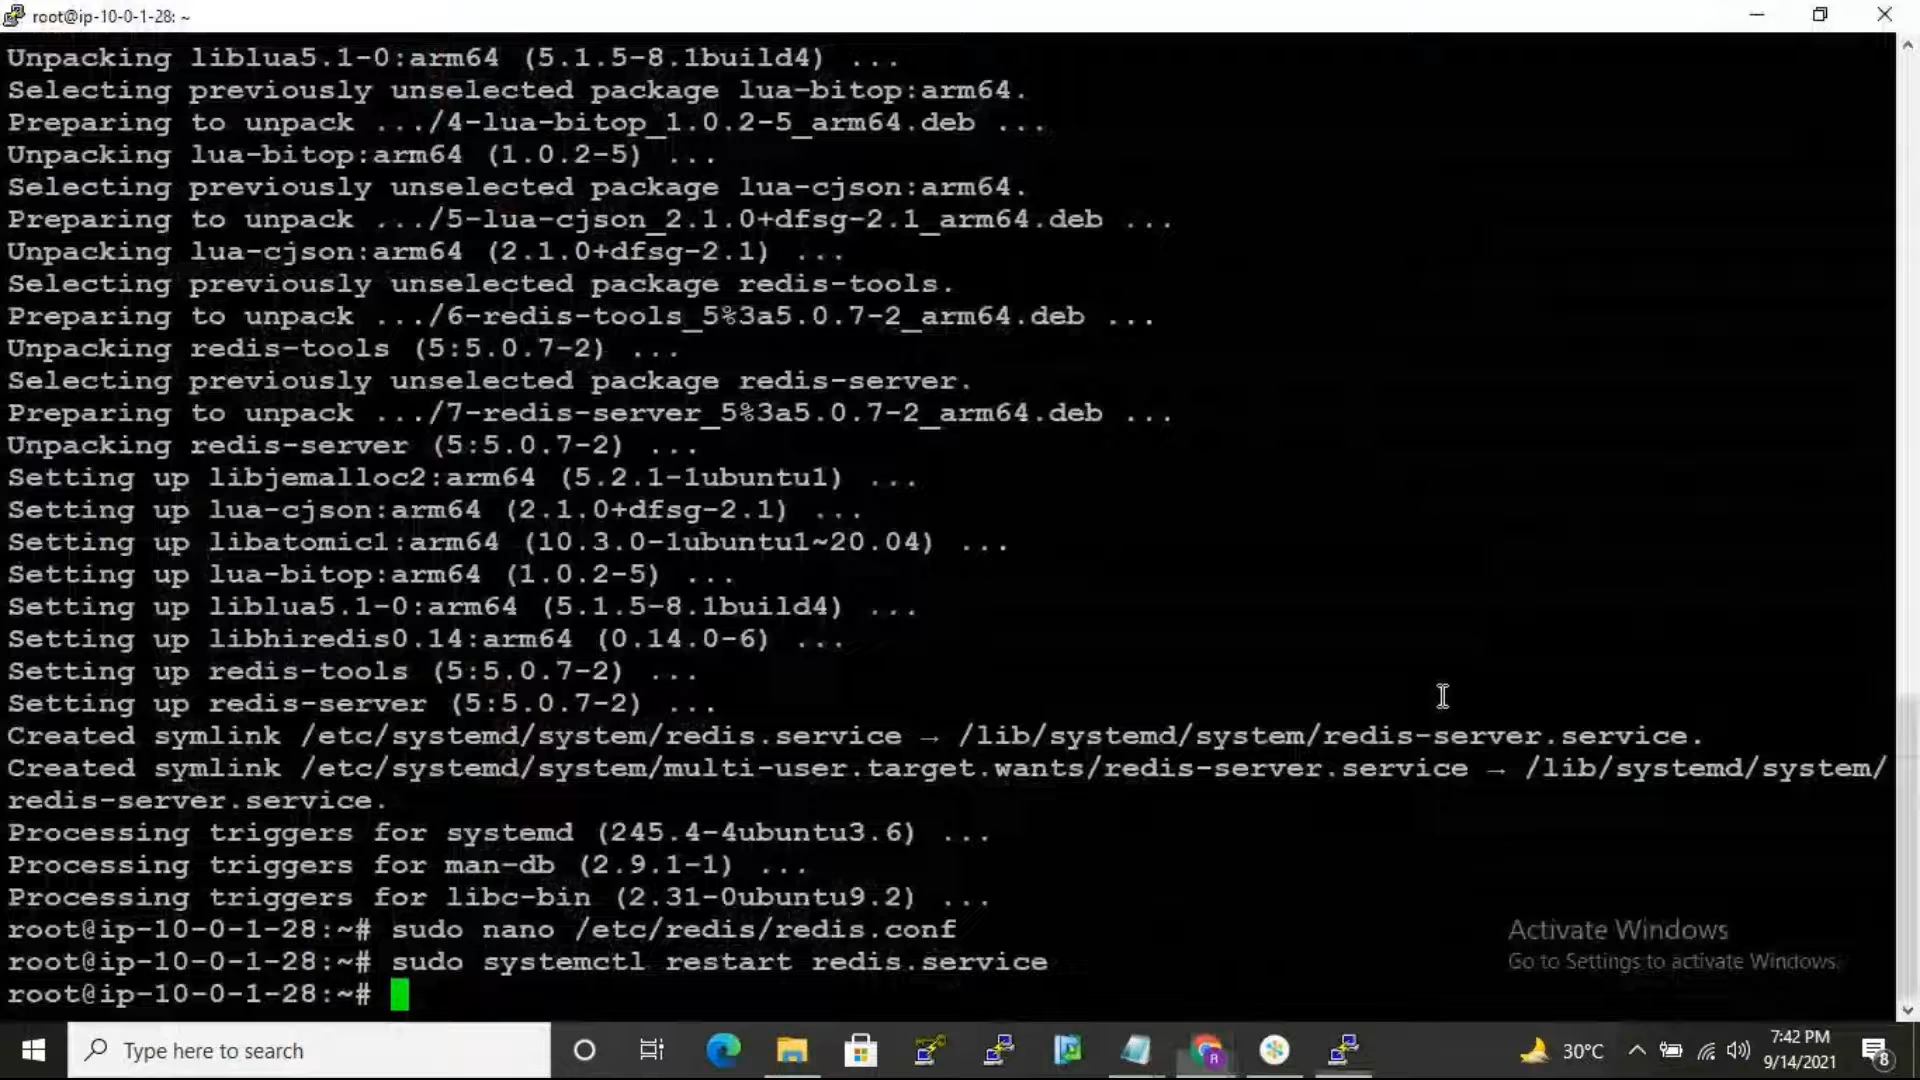 root@ip-10-0-1-28: ~
Unpacking liblua5.1-0:arm64 (5.1.5-8.1build4) ...
Selecting previously unselected package lua-bitop:arm64.
Preparing to unpack .../4-lua-bitop_1.0.2-5_arm64.deb ...
Unpacking lua-bitop:arm64 (1.0.2-5) ...
Selecting previously unselected package lua-cjson:arm64.
Preparing to unpack .../5-lua-cjson_2.1.0+dfsg-2.1_arm64.deb ...
Unpacking lua-cjson:arm64 (2.1.0+dfsg-2.1) ...
Selecting previously unselected package redis-tools.
Preparing to unpack .../6-redis-tools_5%3a5.0.7-2_arm64.deb ...
Unpacking redis-tools (5:5.0.7-2) ...
Selecting previously unselected package redis-server.
Preparing to unpack .../7-redis-server_5%3a5.0.7-2_arm64.deb ...
Unpacking redis-server (5:5.0.7-2) ...
Setting up libjemalloc2:arm64 (5.2.1-1ubuntu1) ...
Setting up lua-cjson:arm64 (2.1.0+dfsg-2.1) ...
Setting up libatomic1:arm64 (10.3.0-1ubuntu1~20.04) ...
Setting up lua-bitop:arm64 (1.0.2-5) ...
Setting up liblua5.1-0:arm64 (5.1.5-8.1build4) ...
Setting up libhiredis0.14:arm64 (0.14.0-6) ...
Setting up redis-tools (5:5.0.7-2) ...
Setting up redis-server (5:5.0.7-2) ...
Created symlink /etc/systemd/system/redis.service → /lib/systemd/system/redis-server.service.
Created symlink /etc/systemd/system/multi-user.target.wants/redis-server.service → /lib/systemd/system/
redis-server.service.
Processing triggers for systemd (245.4-4ubuntu3.6) ...
Processing triggers for man-db (2.9.1-1) ...
Processing triggers for libc-bin (2.31-0ubuntu9.2) ...
root@ip-10-0-1-28:~# sudo nano /etc/redis/redis.conf
root@ip-10-0-1-28:~# sudo systemctl restart redis.service
root@ip-10-0-1-28:~#
Activate Windows
Go to Settings to activate Windows.
Type here to search
R
30°C
7:42 PM
9/14/2021
8